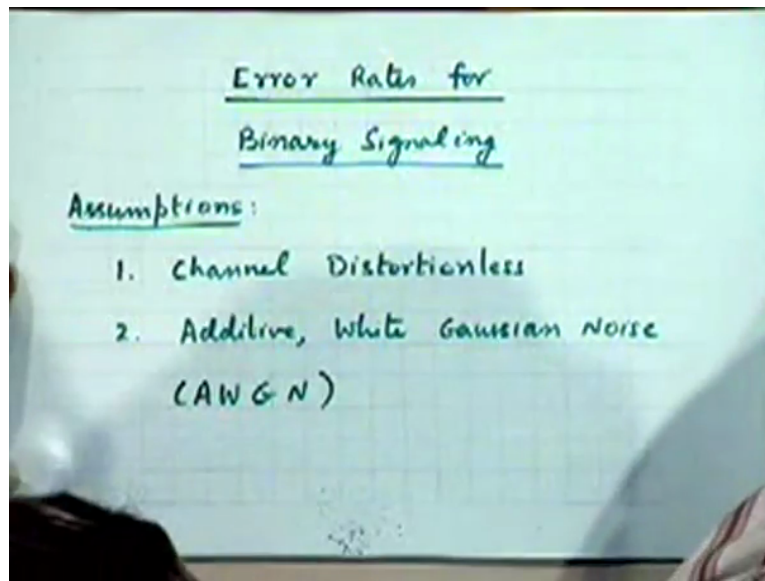 Error Rates for
Binary Signaling
Assumptions:
1. Channel Distortionless
2. Additive, White Gaussian Noise
(AWGN)